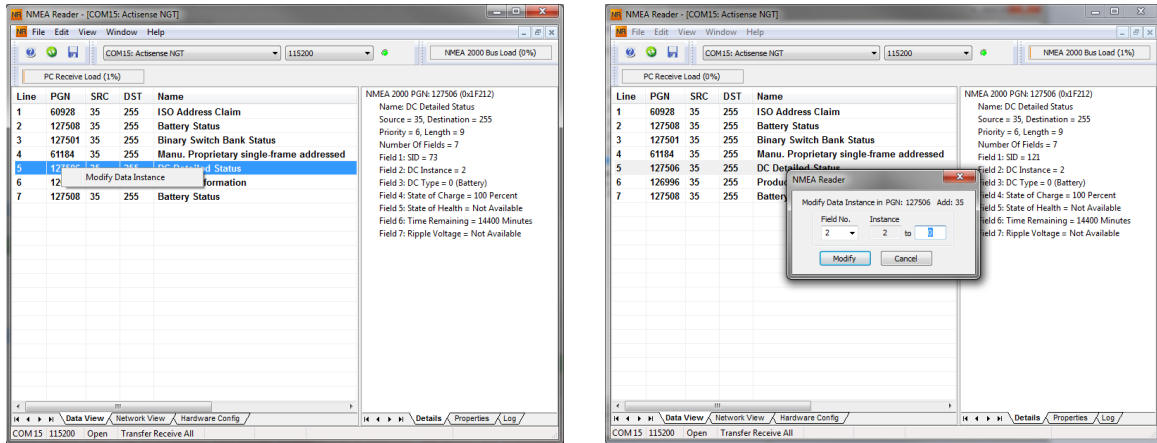 NMEA Reader - [COM15: Actisense NGT]
File Edit View Window Help
COM15: Actisense NGT 115200 NMEA 2000 Bus Load (0%)
PC Receive Load (1%)
Line PGN SRC DST Name
1 60928 35 255 ISO Address Claim
2 127508 35 255 Battery Status
3 127501 35 255 Binary Switch Bank Status
4 61184 35 255 Manu. Proprietary single-frame addressed
5 127506 35 255 DC Detailed Status
6 12 formation
Modify Data Instance
7 127508 35 255 Battery Status
NMEA 2000 PGN: 127506 (0x1F212)
Name: DC Detailed Status
Source = 35, Destination = 255
Priority = 6, Length = 9
Number Of Fields = 7
Field 1: SID = 73
Field 2: DC Instance = 2
Field 3: DC Type = 0 (Battery)
Field 4: State of Charge = 100 Percent
Field 5: State of Health = Not Available
Field 6: Time Remaining = 14400 Minutes
Field 7: Ripple Voltage = Not Available
Data View Network View Hardware Config
Details Properties Log
COM 15 115200 Open Transfer Receive All
NMEA Reader - [COM15: Actisense NGT]
File Edit View Window Help
COM15: Actisense NGT 115200 NMEA 2000 Bus Load (1%)
PC Receive Load (0%)
Line PGN SRC DST Name
1 60928 35 255 ISO Address Claim
2 127508 35 255 Battery Status
3 127501 35 255 Binary Switch Bank Status
4 61184 35 255 Manu. Proprietary single-frame addressed
5 127506 35 255 DC Detailed Status
6 126996 35 255 Produc
7 127508 35 255 Battery
NMEA Reader
Modify Data Instance in PGN: 127506 Add: 35
Field No. Instance
2 2 to 0
Modify Cancel
NMEA 2000 PGN: 127506 (0x1F212)
Name: DC Detailed Status
Source = 35, Destination = 255
Priority = 6, Length = 9
Number Of Fields = 7
Field 1: SID = 121
Field 2: DC Instance = 2
Field 3: DC Type = 0 (Battery)
Field 4: State of Charge = 100 Percent
Field 5: State of Health = Not Available
Field 6: Time Remaining = 14400 Minutes
Field 7: Ripple Voltage = Not Available
Data View Network View Hardware Config
Details Properties Log
COM 15 115200 Open Transfer Receive All